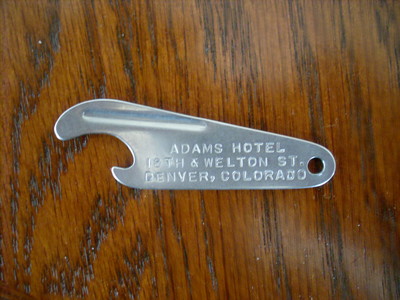 ADAMS HOTEL
18TH & WELTON ST.
DENVER, COLORADO